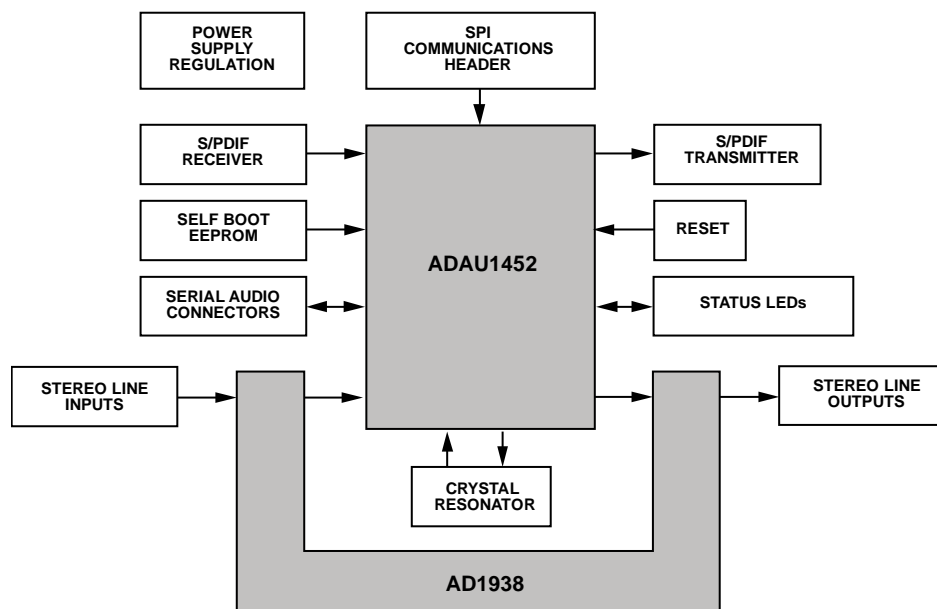 POWER
SUPPLY
REGULATION
SPI
COMMUNICATIONS
HEADER
S/PDIF
RECEIVER
S/PDIF
TRANSMITTER
SELF BOOT
EEPROM
RESET
ADAU1452
SERIAL AUDIO
CONNECTORS
STATUS LEDs
STEREO LINE
INPUTS
STEREO LINE
OUTPUTS
CRYSTAL
RESONATOR
AD1938